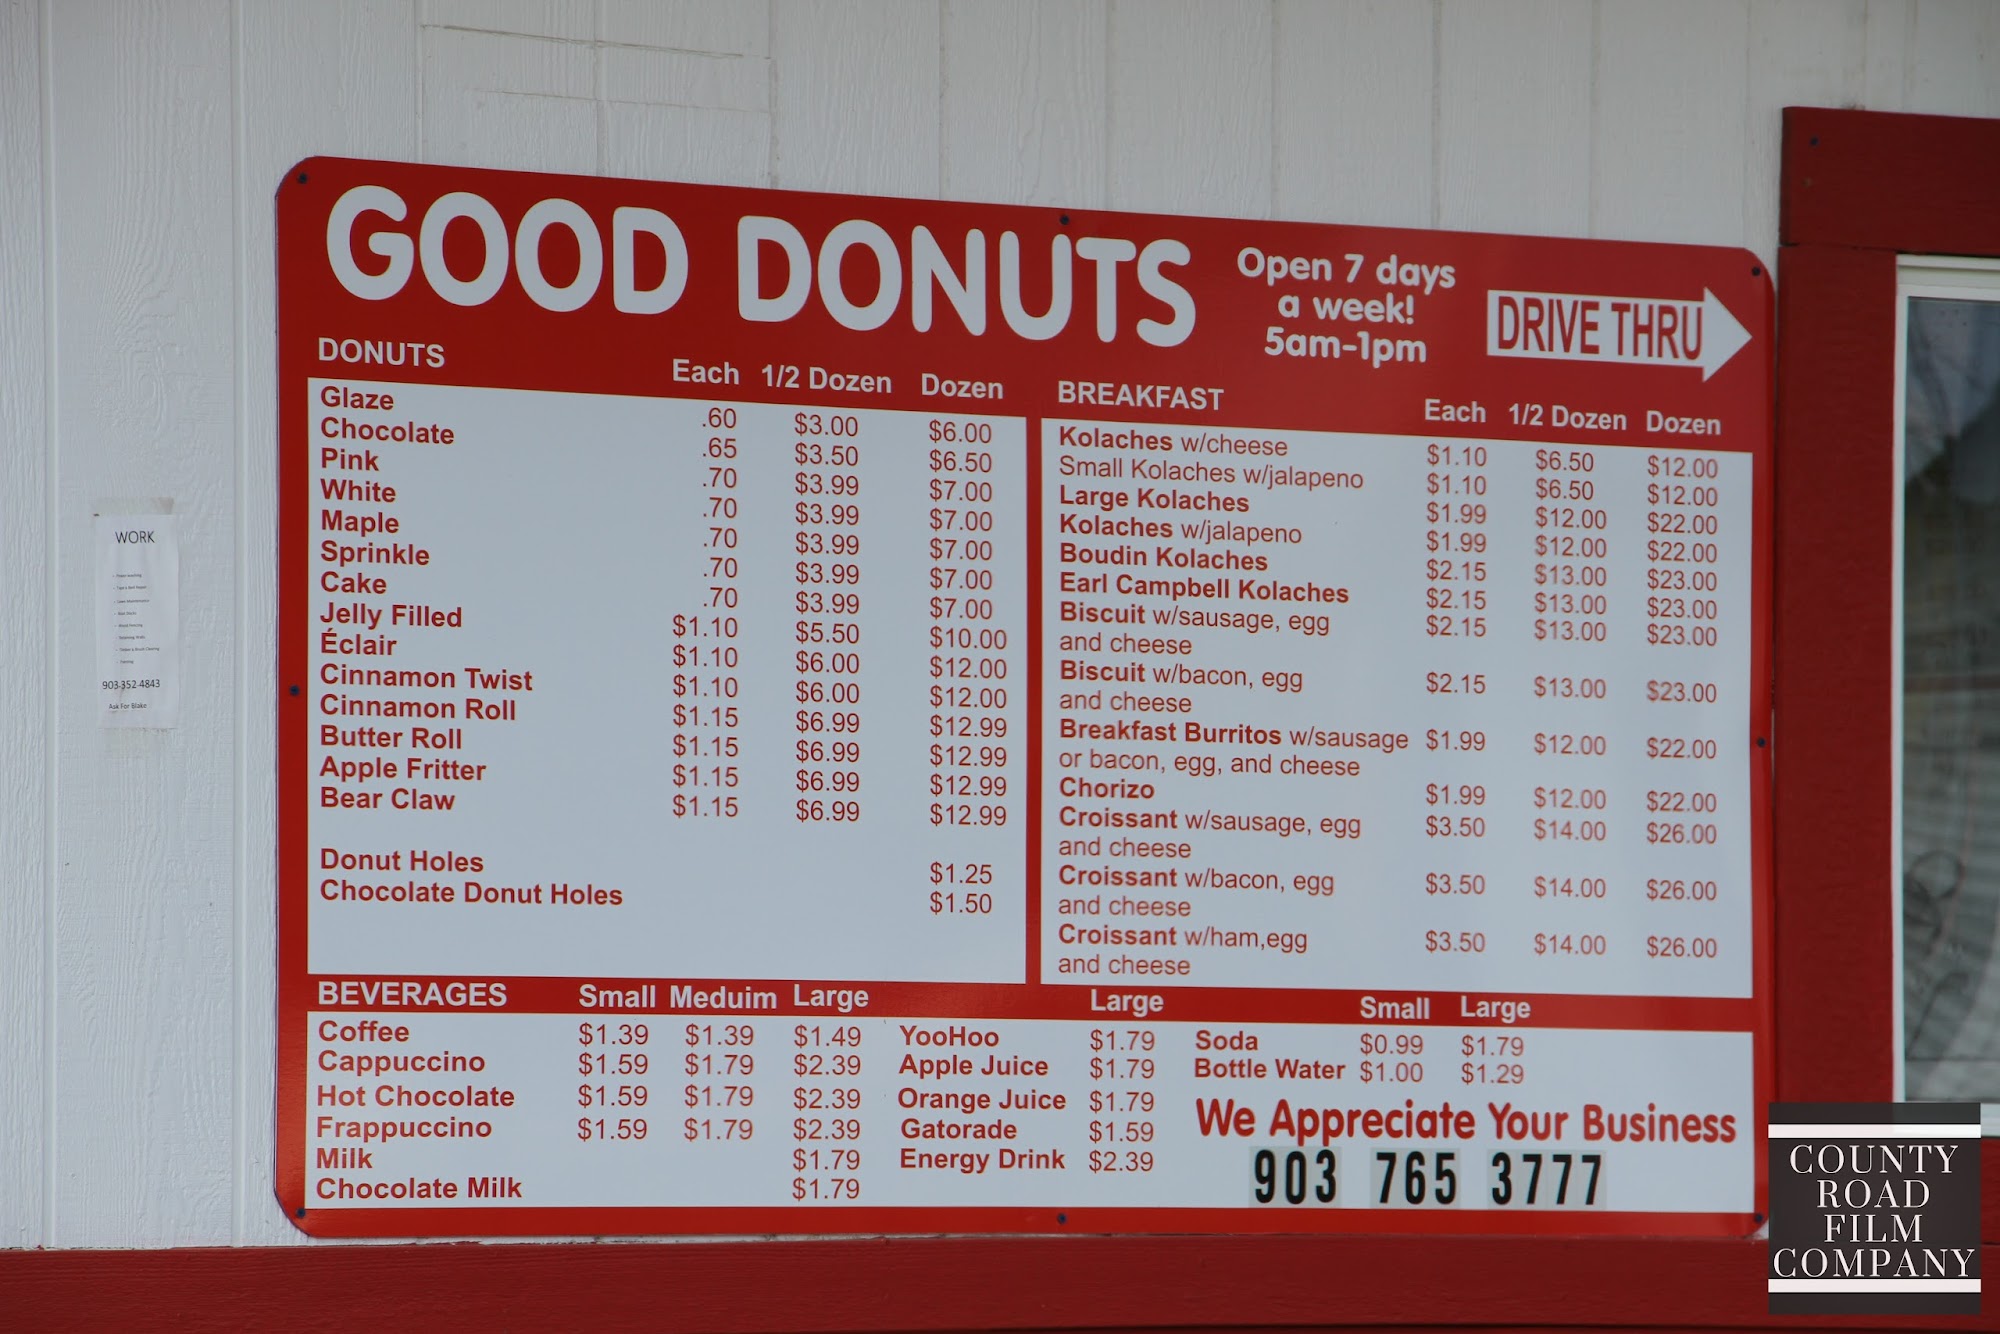 GOOD DONUTS
Open 7 days
a week!
5am-1pm
DRIVE THRU
DONUTS Each 1/2 Dozen Dozen
Glaze .60 $3.00 $6.00
Chocolate .65 $3.50 $6.50
Pink .70 $3.99 $7.00
White .70 $3.99 $7.00
Maple .70 $3.99 $7.00
Sprinkle .70 $3.99 $7.00
Cake .70 $3.99 $7.00
Jelly Filled $1.10 $5.50 $10.00
Éclair $1.10 $6.00 $12.00
Cinnamon Twist $1.10 $6.00 $12.00
Cinnamon Roll $1.15 $6.99 $12.99
Butter Roll $1.15 $6.99 $12.99
Apple Fritter $1.15 $6.99 $12.99
Bear Claw $1.15 $6.99 $12.99
Donut Holes $1.25
Chocolate Donut Holes $1.50
BREAKFAST Each 1/2 Dozen Dozen
Kolaches w/cheese $1.10 $6.50 $12.00
Small Kolaches w/jalapeno $1.10 $6.50 $12.00
Large Kolaches $1.99 $12.00 $22.00
Kolaches w/jalapeno $1.99 $12.00 $22.00
Boudin Kolaches $2.15 $13.00 $23.00
Earl Campbell Kolaches $2.15 $13.00 $23.00
Biscuit w/sausage, egg $2.15 $13.00 $23.00
and cheese
Biscuit w/bacon, egg $2.15 $13.00 $23.00
and cheese
Breakfast Burritos w/sausage $1.99 $12.00 $22.00
or bacon, egg, and cheese
Chorizo $1.99 $12.00 $22.00
Croissant w/sausage, egg $3.50 $14.00 $26.00
and cheese
Croissant w/bacon, egg $3.50 $14.00 $26.00
and cheese
Croissant w/ham,egg $3.50 $14.00 $26.00
and cheese
BEVERAGES Small Meduim Large
Coffee $1.39 $1.39 $1.49
Cappuccino $1.59 $1.79 $2.39
Hot Chocolate $1.59 $1.79 $2.39
Frappuccino $1.59 $1.79 $2.39
Milk $1.79
Chocolate Milk $1.79
Large
YooHoo $1.79
Apple Juice $1.79
Orange Juice $1.79
Gatorade $1.59
Energy Drink $2.39
Small Large
Soda $0.99 $1.79
Bottle Water $1.00 $1.29
We Appreciate Your Business
903 765 3777
WORK
903-352-4843
Ask For Blake
COUNTY
ROAD
FILM
COMPANY